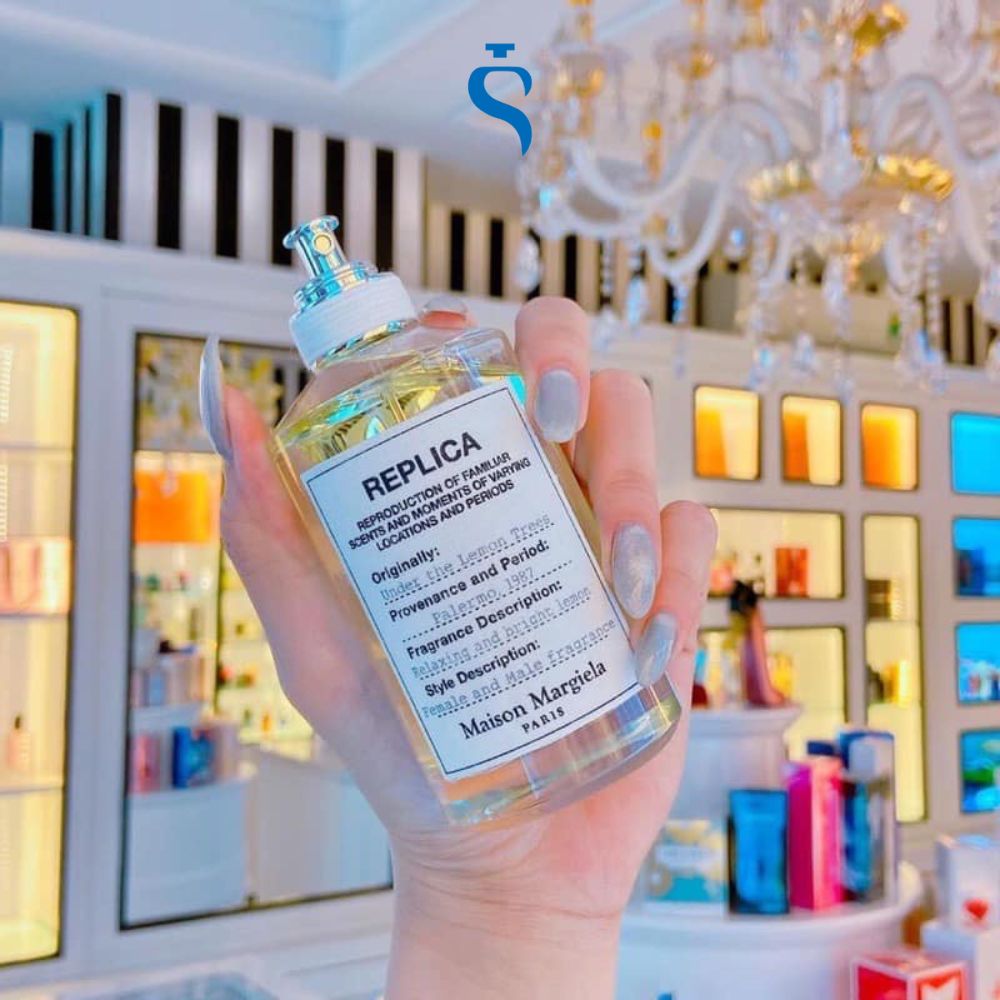 REPLICA
REPRODUCTION OF FAMILIAR
SCENTS AND MOMENTS OF VARYING
LOCATIONS AND PERIODS
Originally:
Under the Lemon Trees
Provenance and Period:
Palermo, 1987
Fragrance Description:
Relaxing and bright lemon
Style Description:
Female and Male fragrance
Maison Margiela
PARIS